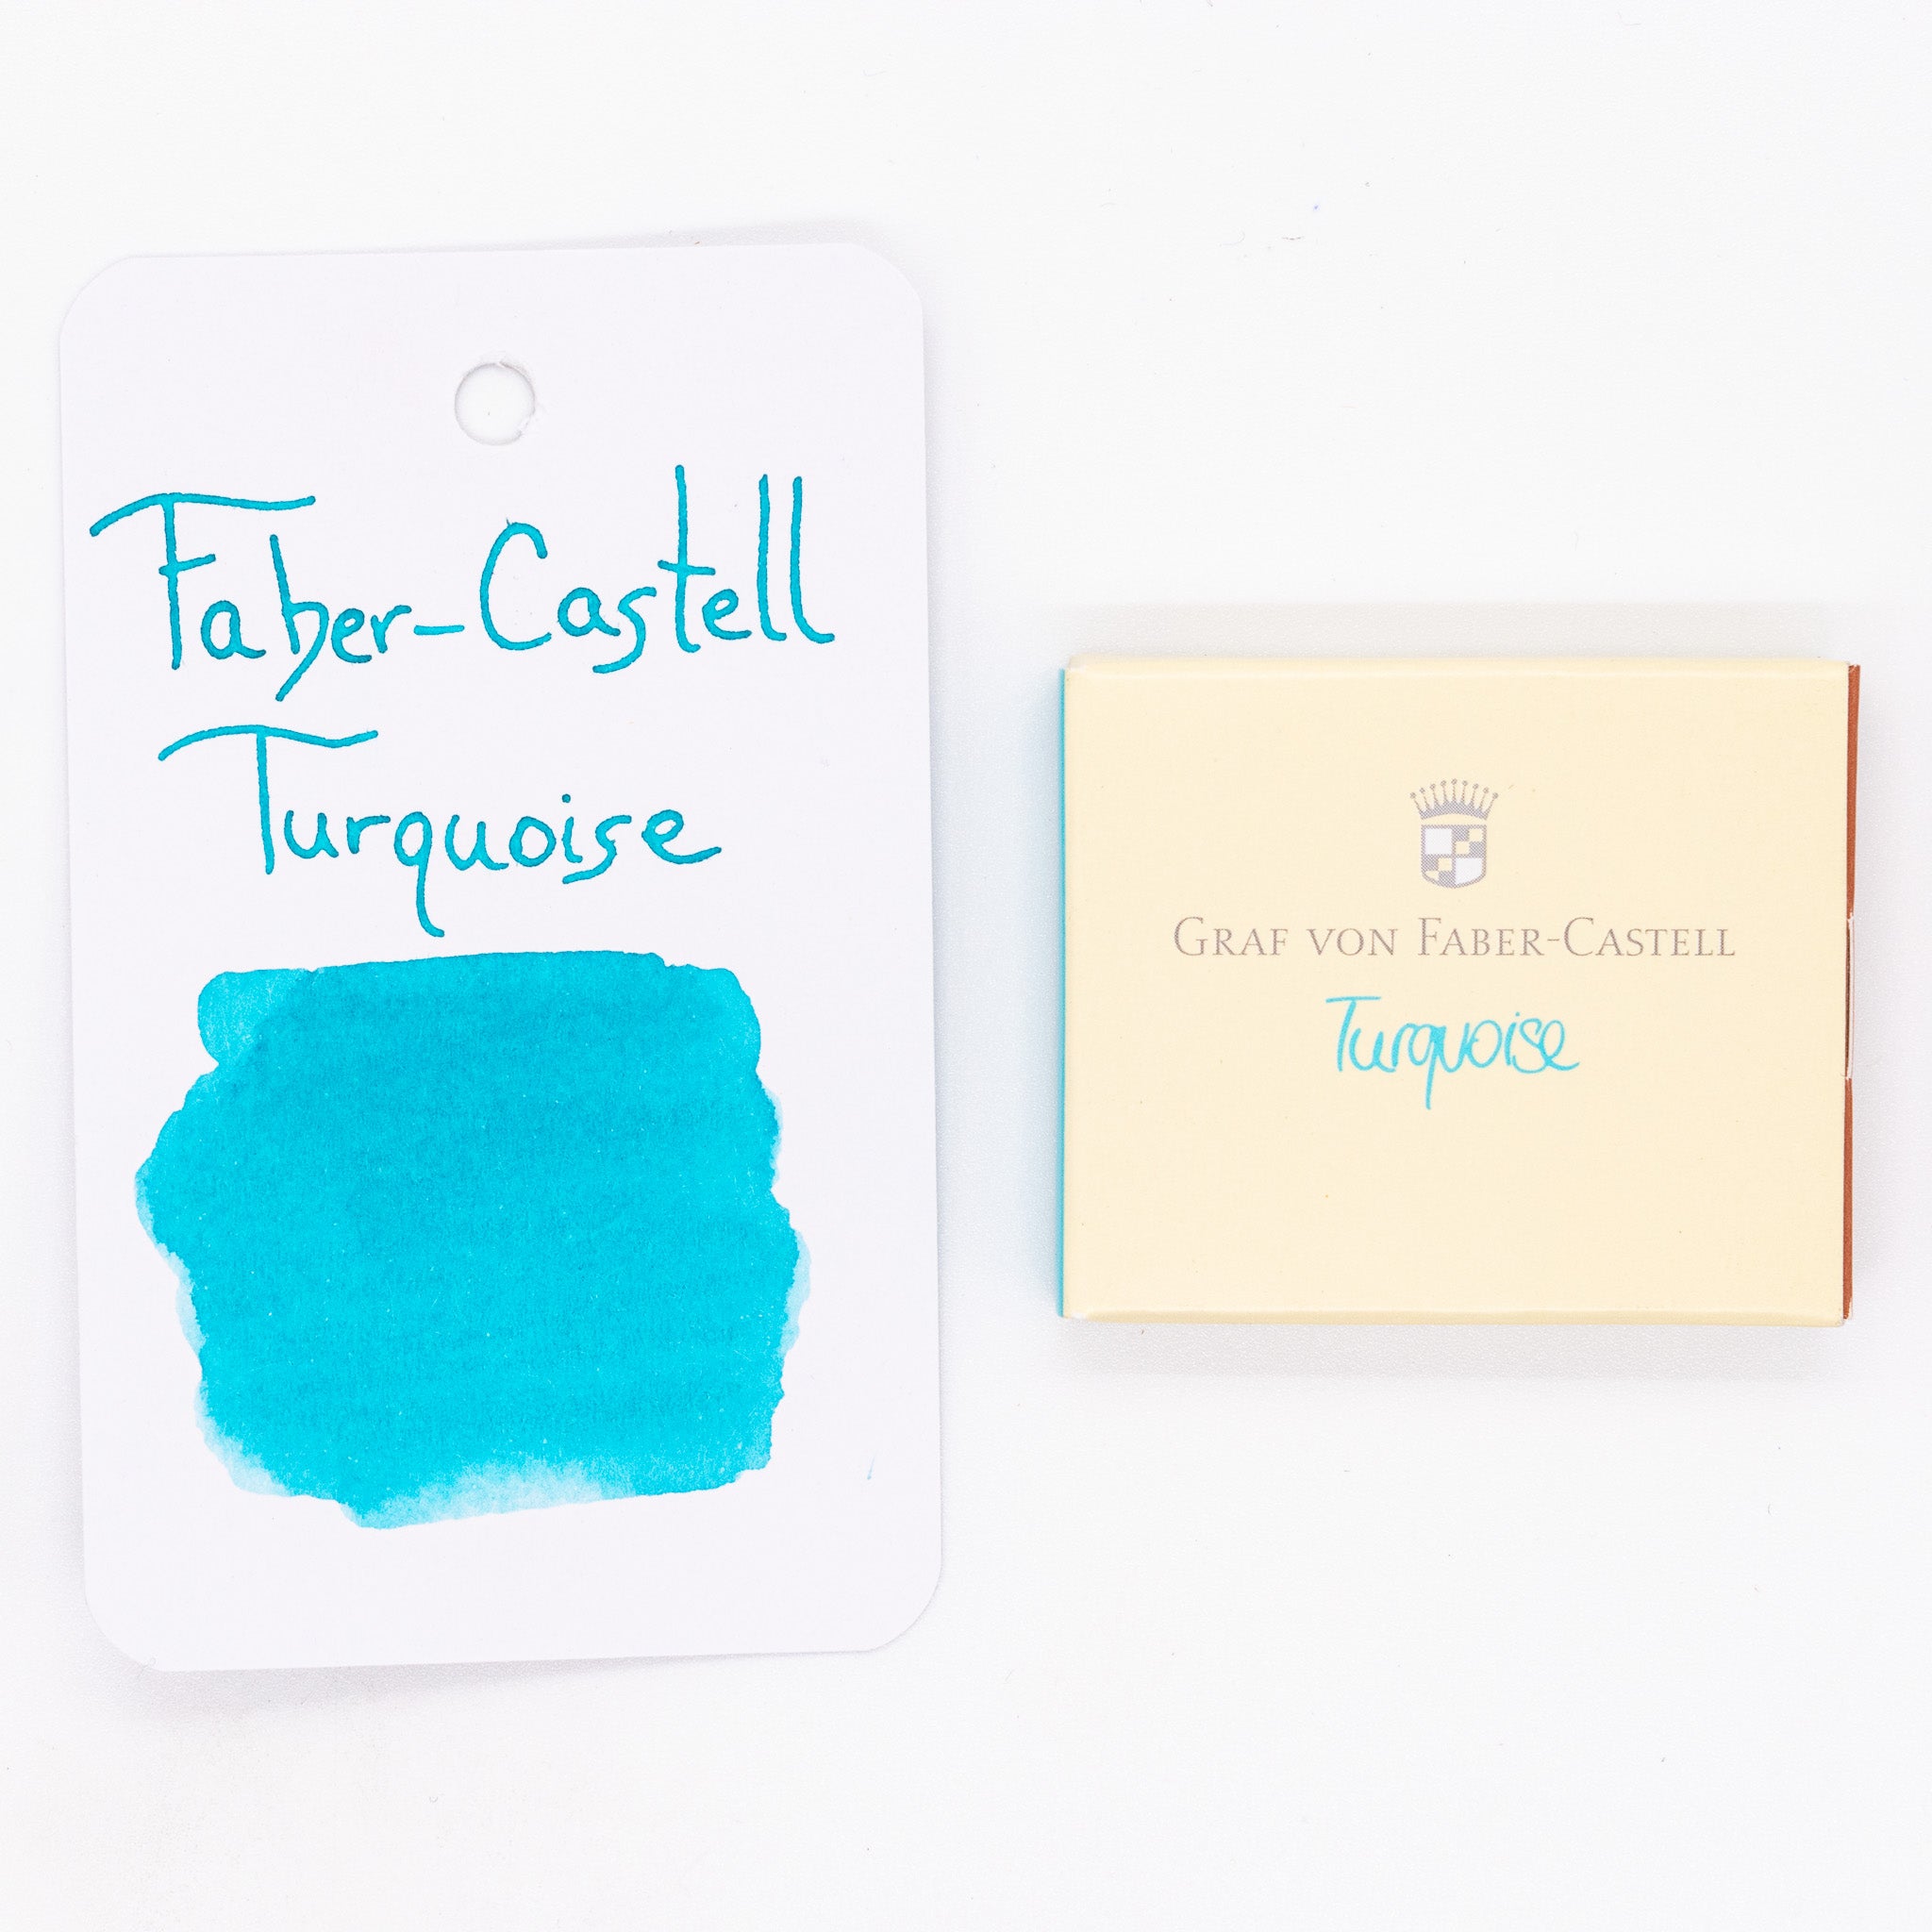 Faber-Castell
Turquoise
GRAF VON FABER-CASTELL
Turquoise